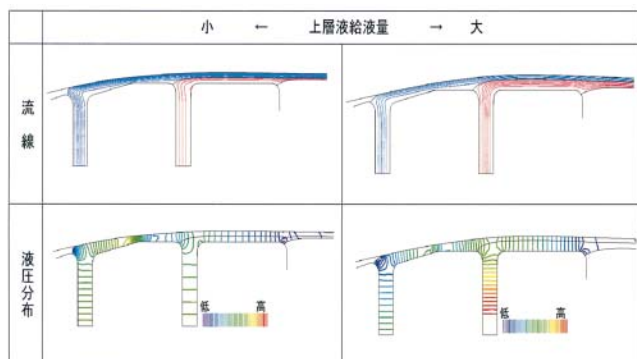 小 ← 上層液給液量 → 大
流線
液圧分布
低 高
低 高